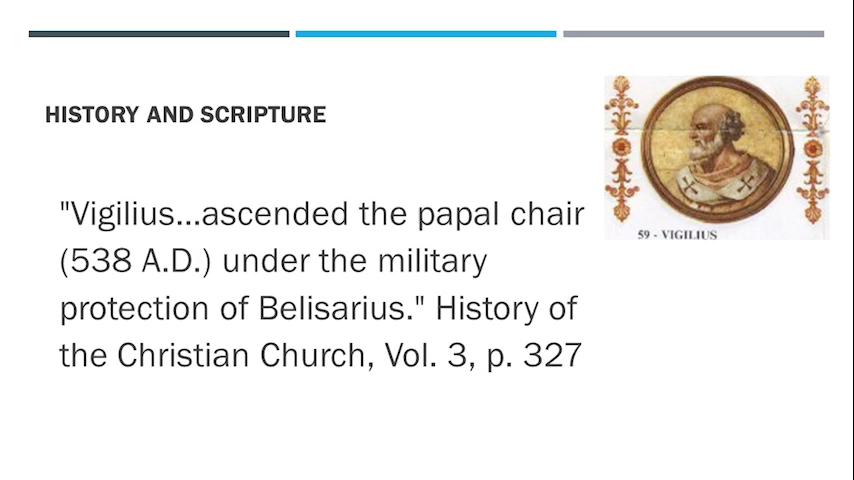 HISTORY AND SCRIPTURE
59 - VIGILIUS
"Vigilius...ascended the papal chair
(538 A.D.) under the military
protection of Belisarius." History of
the Christian Church, Vol. 3, p. 327